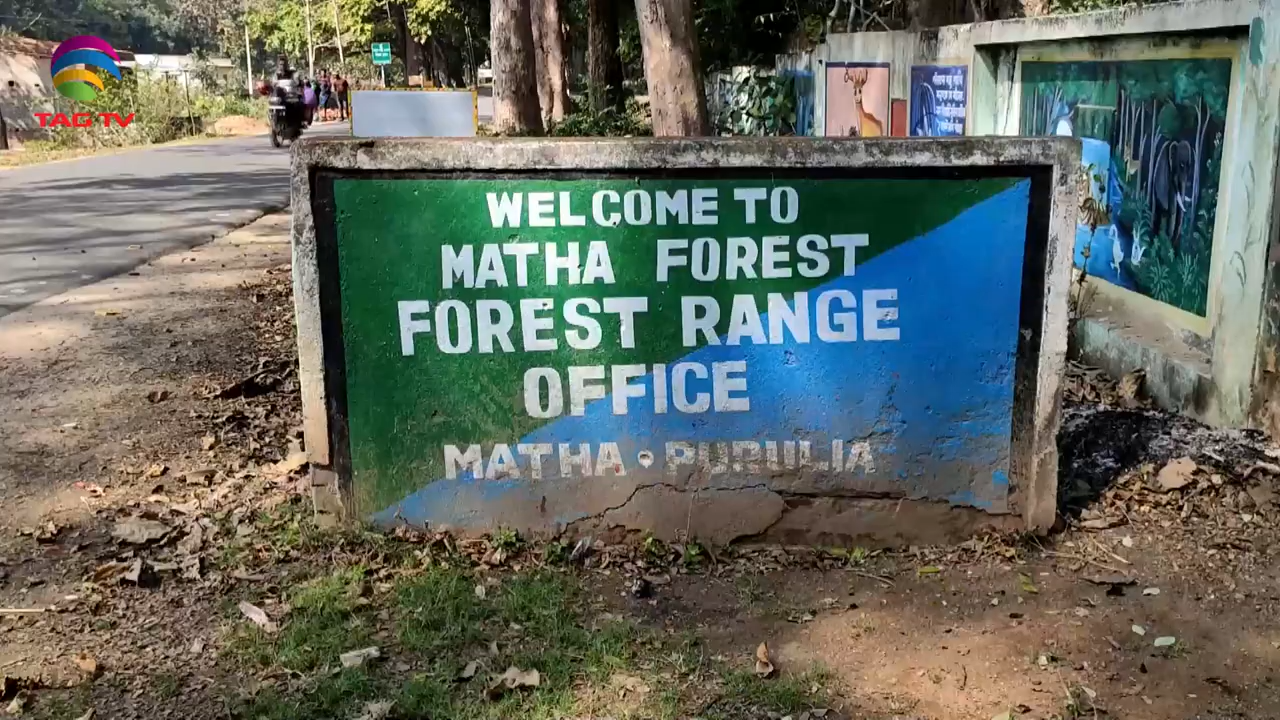 TAG TV
WELCOME TO
MATHA FOREST
FOREST RANGE
OFFICE
MATHA • PURULIA